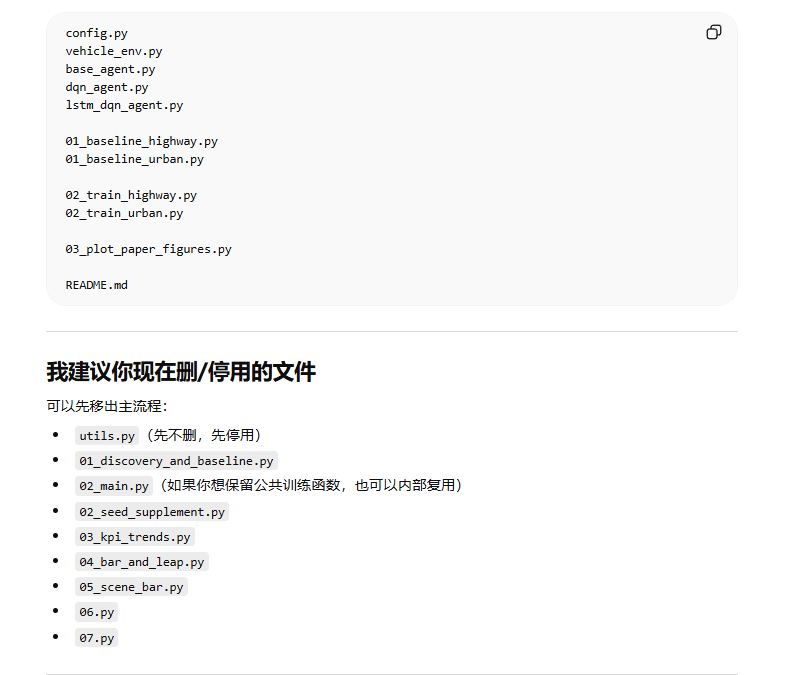 config.py
vehicle_env.py
base_agent.py
dqn_agent.py
lstm_dqn_agent.py
01_baseline_highway.py
01_baseline_urban.py
02_train_highway.py
02_train_urban.py
03_plot_paper_figures.py
README.md
我建议你现在删/停用的文件
可以先移出主流程：
utils.py（先不删，先停用）
01_discovery_and_baseline.py
02_main.py（如果你想保留公共训练函数，也可以内部复用）
02_seed_supplement.py
03_kpi_trends.py
04_bar_and_leap.py
05_scene_bar.py
06.py
07.py